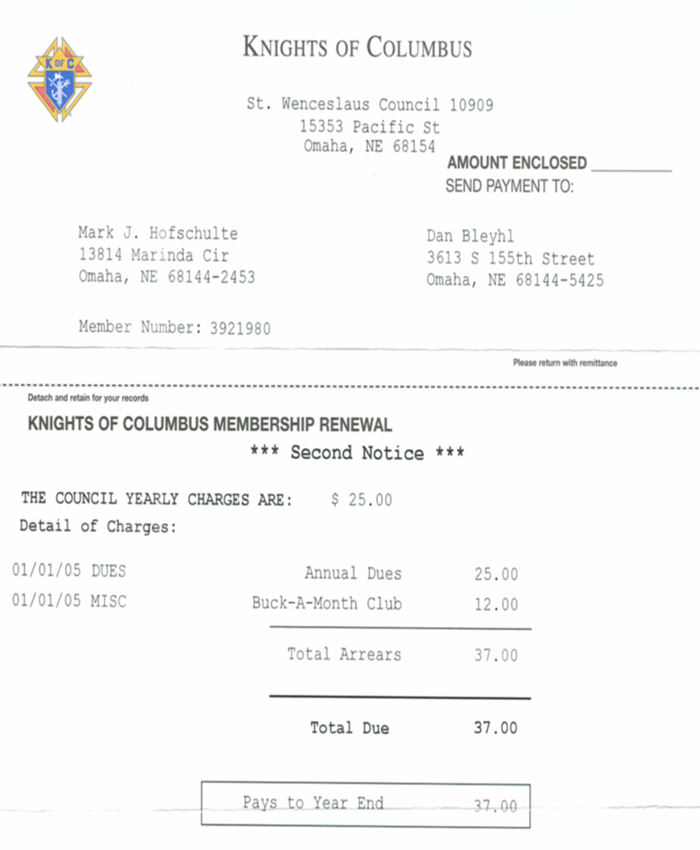 K OF C
KNIGHTS OF COLUMBUS
St. Wenceslaus Council 10909
15353 Pacific St
Omaha, NE 68154
AMOUNT ENCLOSED ________
SEND PAYMENT TO:
Mark J. Hofschulte
13814 Marinda Cir
Omaha, NE 68144-2453
Dan Bleyhl
3613 S 155th Street
Omaha, NE 68144-5425
Member Number: 3921980
Please return with remittance
Detach and retain for your records
KNIGHTS OF COLUMBUS MEMBERSHIP RENEWAL
*** Second Notice ***
THE COUNCIL YEARLY CHARGES ARE: $ 25.00
Detail of Charges:
01/01/05 DUES Annual Dues 25.00
01/01/05 MISC Buck-A-Month Club 12.00
Total Arrears 37.00
Total Due 37.00
Pays to Year End 37.00